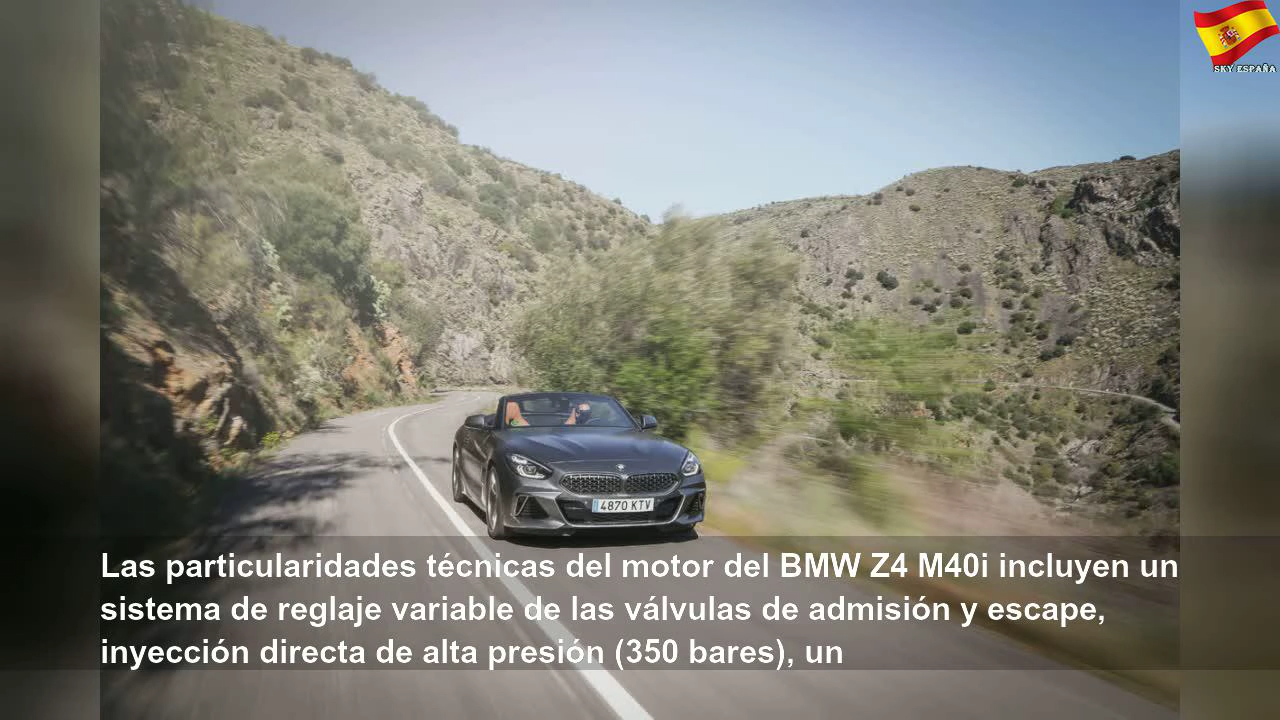 SKY ESPAÑA
4870 KTV
Las particularidades técnicas del motor del BMW Z4 M40i incluyen un
sistema de reglaje variable de las válvulas de admisión y escape,
inyección directa de alta presión (350 bares), un